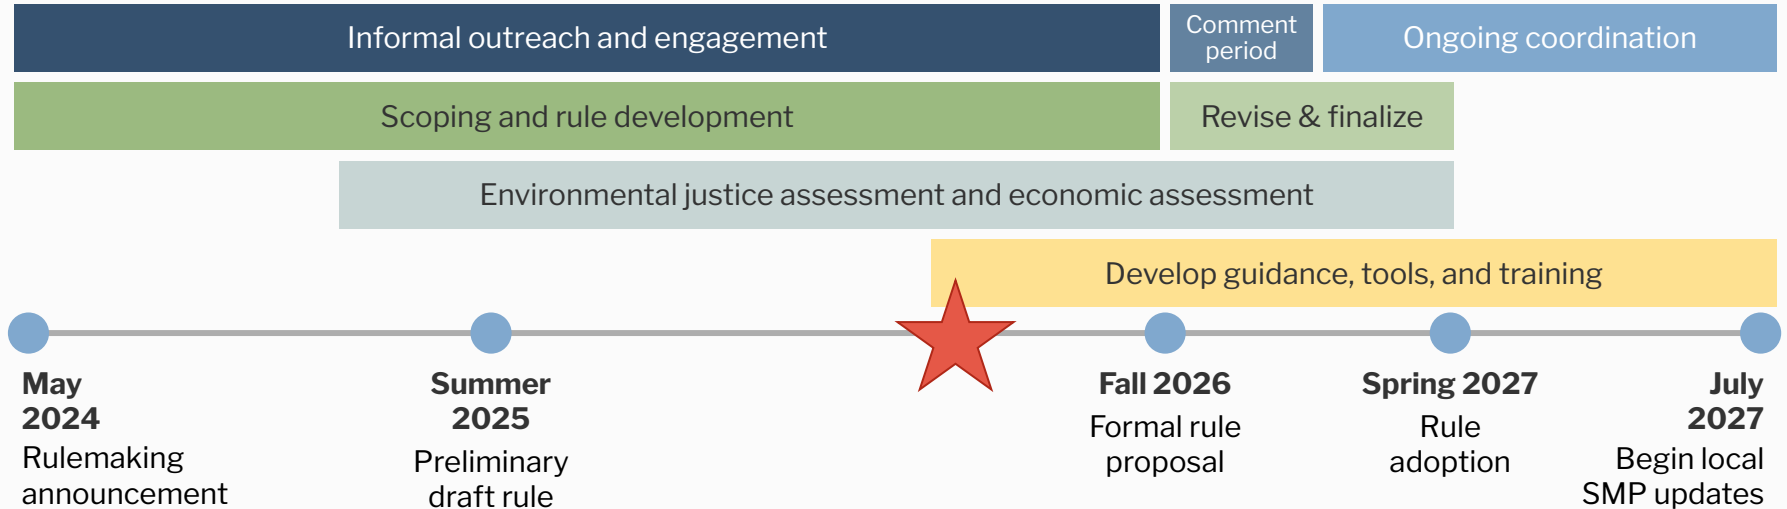 Informal outreach and engagement
Comment
period
Ongoing coordination
Scoping and rule development
Revise & finalize
Environmental justice assessment and economic assessment
Develop guidance, tools, and training
May
2024
Rulemaking
announcement
Summer
2025
Preliminary
draft rule
Fall 2026
Formal rule
proposal
Spring 2027
Rule
adoption
July
2027
Begin local
SMP updates